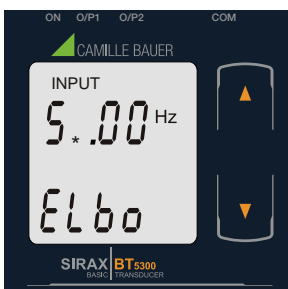 ON O/P1 O/P2 COM
CAMILLE BAUER
INPUT
5*.00 Hz
ELbo
SIRAX BT5300
BASIC TRANSDUCER